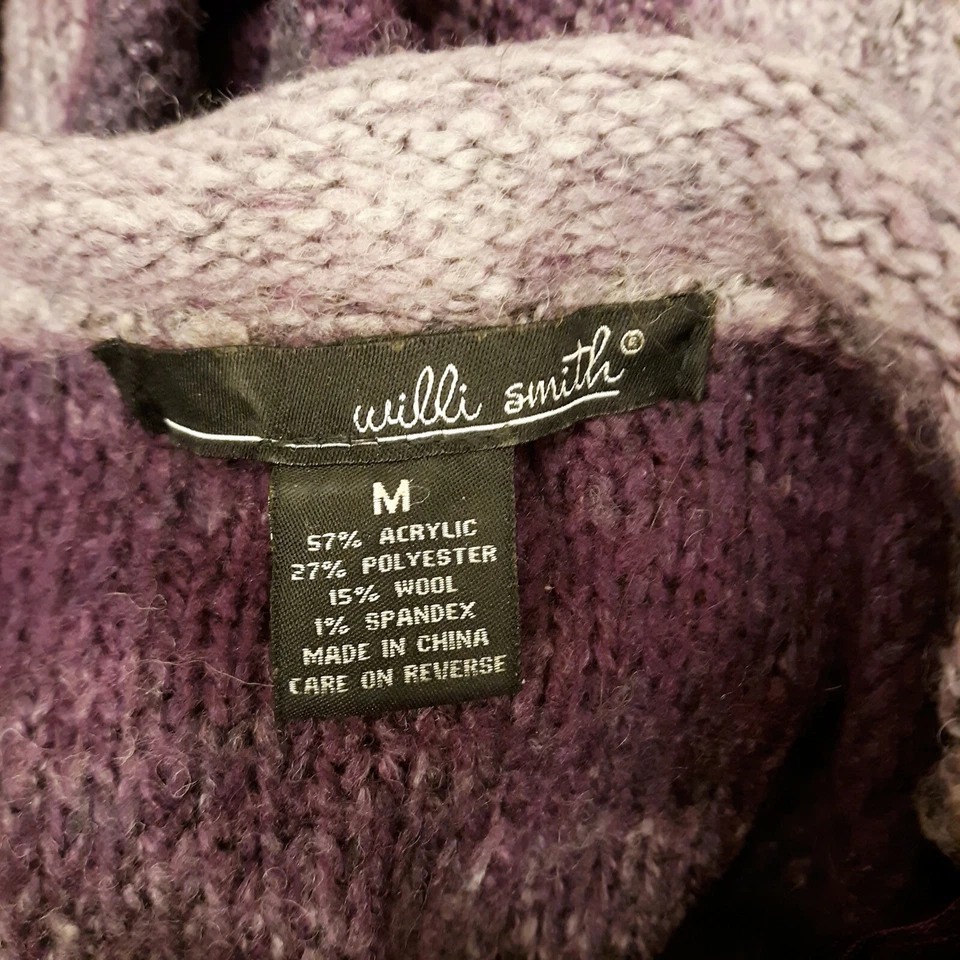 willi smith®
M
57% ACRYLIC
27% POLYESTER
15% WOOL
1% SPANDEX
MADE IN CHINA
CARE ON REVERSE